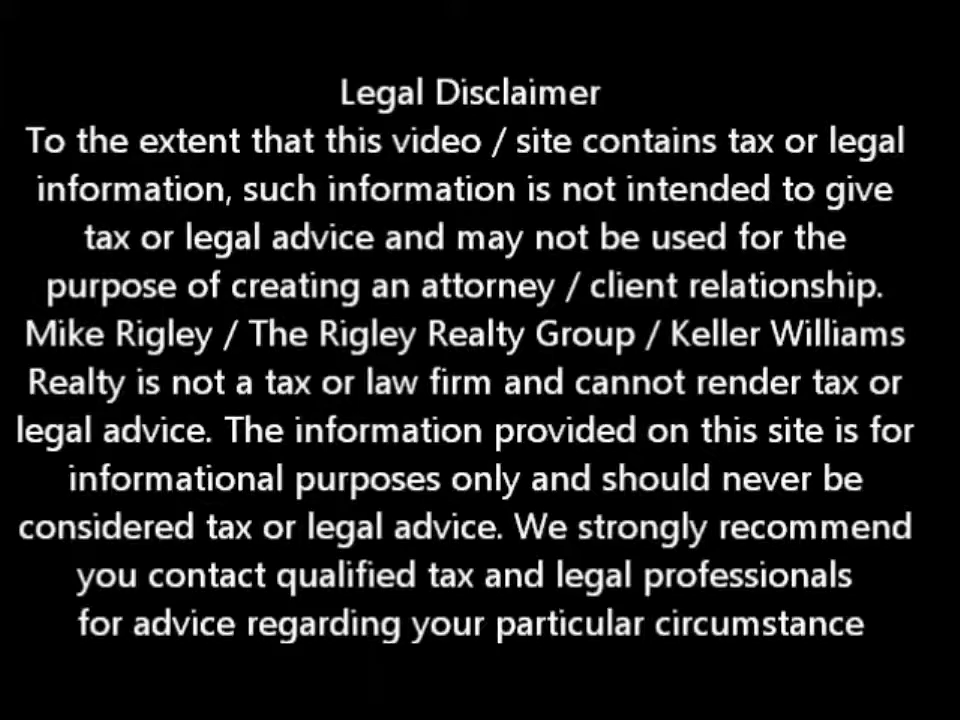 Legal Disclaimer
To the extent that this video / site contains tax or legal
information, such information is not intended to give
tax or legal advice and may not be used for the
purpose of creating an attorney / client relationship.
Mike Rigley / The Rigley Realty Group / Keller Williams
Realty is not a tax or law firm and cannot render tax or
legal advice. The information provided on this site is for
informational purposes only and should never be
considered tax or legal advice. We strongly recommend
you contact qualified tax and legal professionals
for advice regarding your particular circumstance